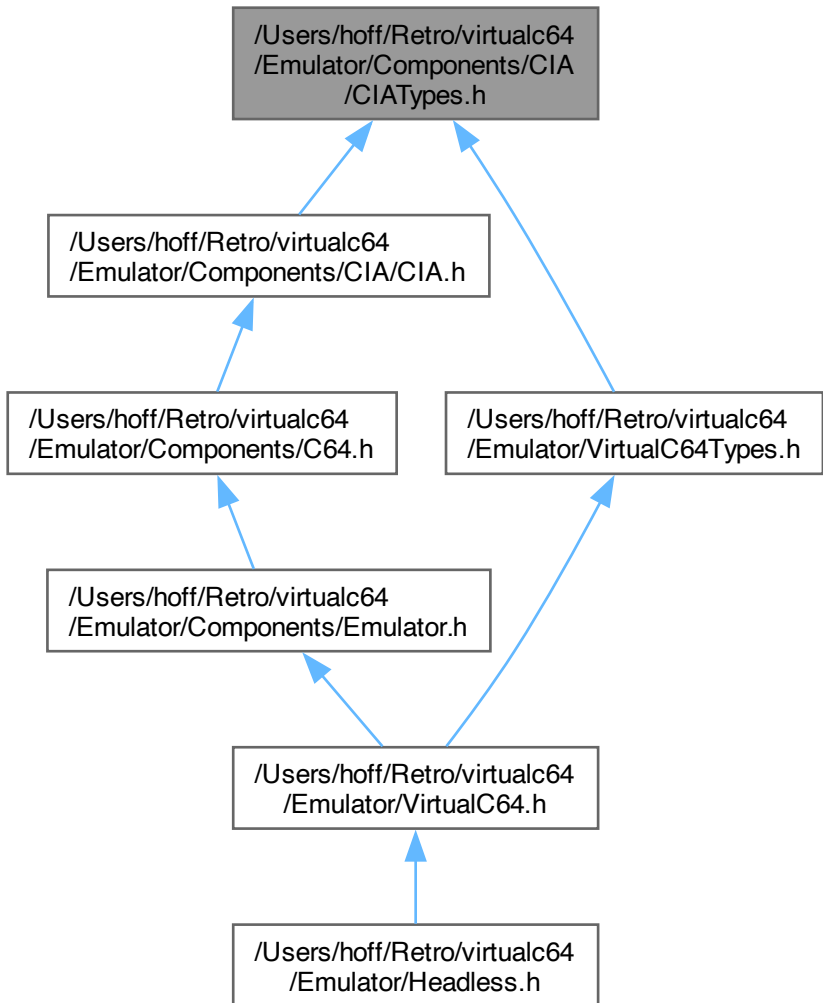 /Users/hoff/Retro/virtualc64
/Emulator/Components/CIA
/CIATypes.h
/Users/hoff/Retro/virtualc64
/Emulator/Components/CIA/CIA.h
/Users/hoff/Retro/virtualc64
/Emulator/Components/C64.h
/Users/hoff/Retro/virtualc64
/Emulator/VirtualC64Types.h
/Users/hoff/Retro/virtualc64
/Emulator/Components/Emulator.h
/Users/hoff/Retro/virtualc64
/Emulator/VirtualC64.h
/Users/hoff/Retro/virtualc64
/Emulator/Headless.h